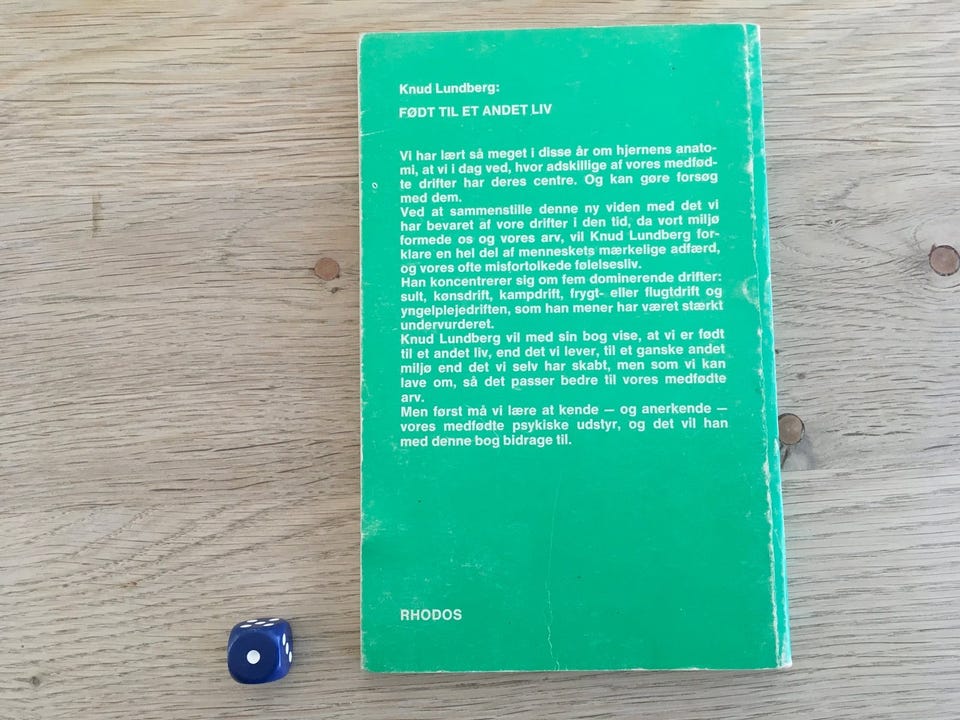 Knud Lundberg:
FØDT TIL ET ANDET LIV
Vi har lært så meget i disse år om hjernens anato-
mi, at vi i dag ved, hvor adskillige af vores medfød-
te drifter har deres centre. Og kan gøre forsøg
med dem.
Ved at sammenstille denne ny viden med det vi
har bevaret af vore drifter i den tid, da vort miljø
formede os og vores arv, vil Knud Lundberg for-
klare en hel del af menneskets mærkelige adfærd,
og vores ofte misfortolkede følelsesliv.
Han koncentrerer sig om fem dominerende drifter:
sult, kønsdrift, kampdrift, frygt- eller flugtdrift og
yngelplejedriften, som han mener har været stærkt
undervurderet.
Knud Lundberg vil med sin bog vise, at vi er født
til et andet liv, end det vi lever, til et ganske andet
miljø end det vi selv har skabt, men som vi kan
lave om, så det passer bedre til vores medfødte
arv.
Men først må vi lære at kende — og anerkende —
vores medfødte psykiske udstyr, og det vil han
med denne bog bidrage til.
RHODOS